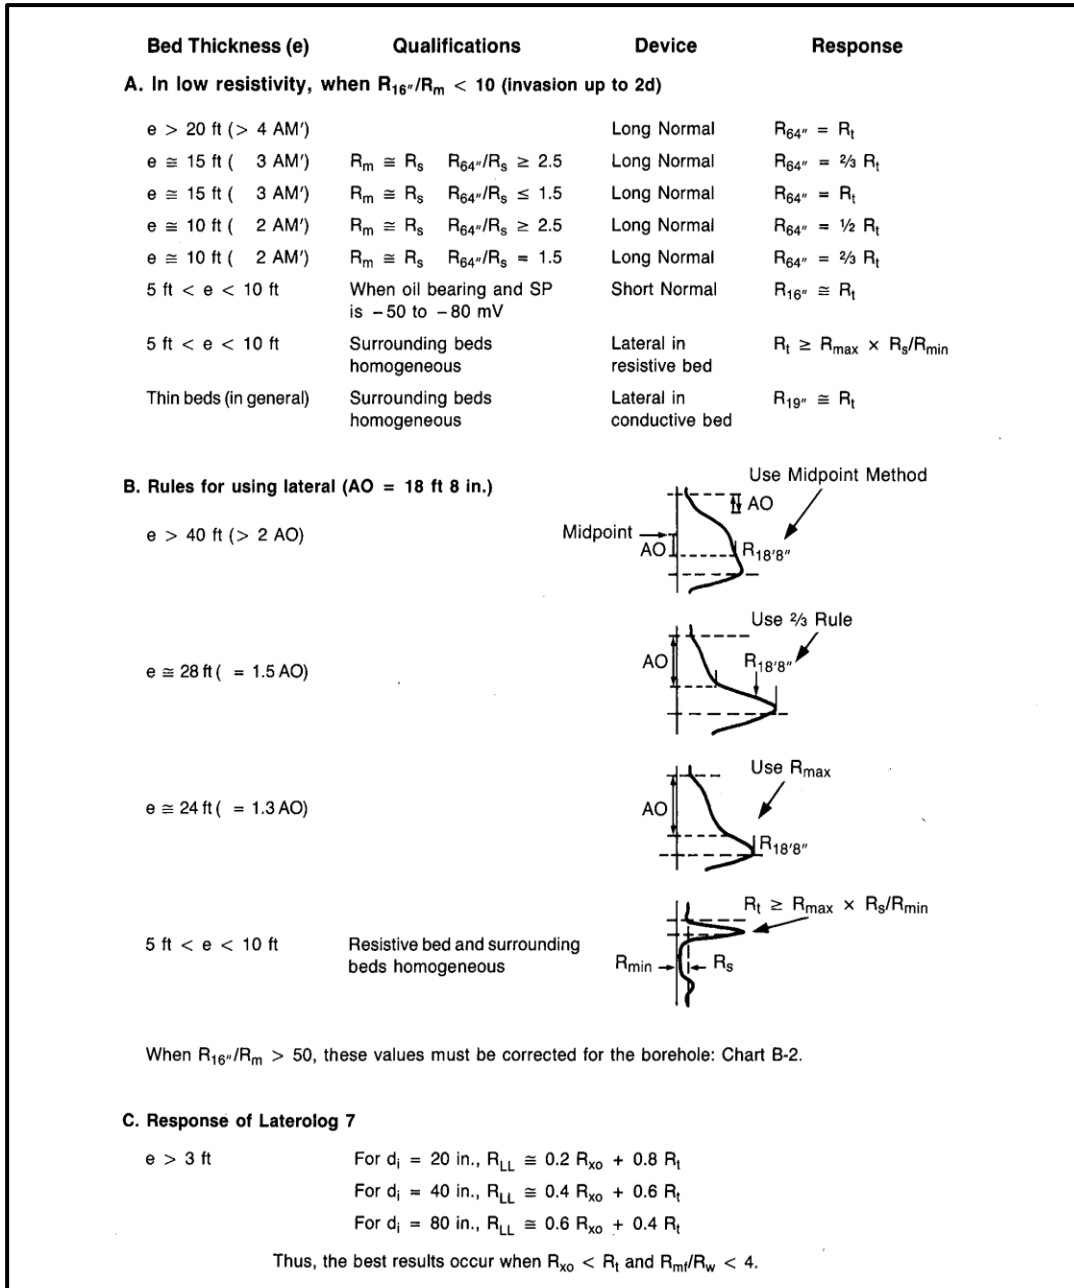 Bed Thickness (e) Qualifications Device Response
A. In low resistivity, when R16″/Rm < 10 (invasion up to 2d)
e > 20 ft (> 4 AM′) Long Normal R64″ = Rt
e ≅ 15 ft ( 3 AM′) Rm ≅ Rs R64″/Rs ≥ 2.5 Long Normal R64″ = ⅔ Rt
e ≅ 15 ft ( 3 AM′) Rm ≅ Rs R64″/Rs ≤ 1.5 Long Normal R64″ = Rt
e ≅ 10 ft ( 2 AM′) Rm ≅ Rs R64″/Rs ≥ 2.5 Long Normal R64″ = ½ Rt
e ≅ 10 ft ( 2 AM′) Rm ≅ Rs R64″/Rs = 1.5 Long Normal R64″ = ⅔ Rt
5 ft < e < 10 ft When oil bearing and SP Short Normal R16″ ≅ Rt
is −50 to −80 mV
5 ft < e < 10 ft Surrounding beds Lateral in Rt ≥ Rmax × Rs/Rmin
homogeneous resistive bed
Thin beds (in general) Surrounding beds Lateral in R19″ ≅ Rt
homogeneous conductive bed
B. Rules for using lateral (AO = 18 ft 8 in.)
Use Midpoint Method
AO
e > 40 ft (> 2 AO) Midpoint
AO R18′8″
Use ⅔ Rule
e ≅ 28 ft ( = 1.5 AO) AO R18′8″
Use Rmax
e ≅ 24 ft ( = 1.3 AO) AO
R18′8″
Rt ≥ Rmax × Rs/Rmin
5 ft < e < 10 ft Resistive bed and surrounding
beds homogeneous Rmin Rs
When R16″/Rm > 50, these values must be corrected for the borehole: Chart B-2.
C. Response of Laterolog 7
e > 3 ft For di = 20 in., RLL ≅ 0.2 Rxo + 0.8 Rt
For di = 40 in., RLL ≅ 0.4 Rxo + 0.6 Rt
For di = 80 in., RLL ≅ 0.6 Rxo + 0.4 Rt
Thus, the best results occur when Rxo < Rt and Rmf/Rw < 4.